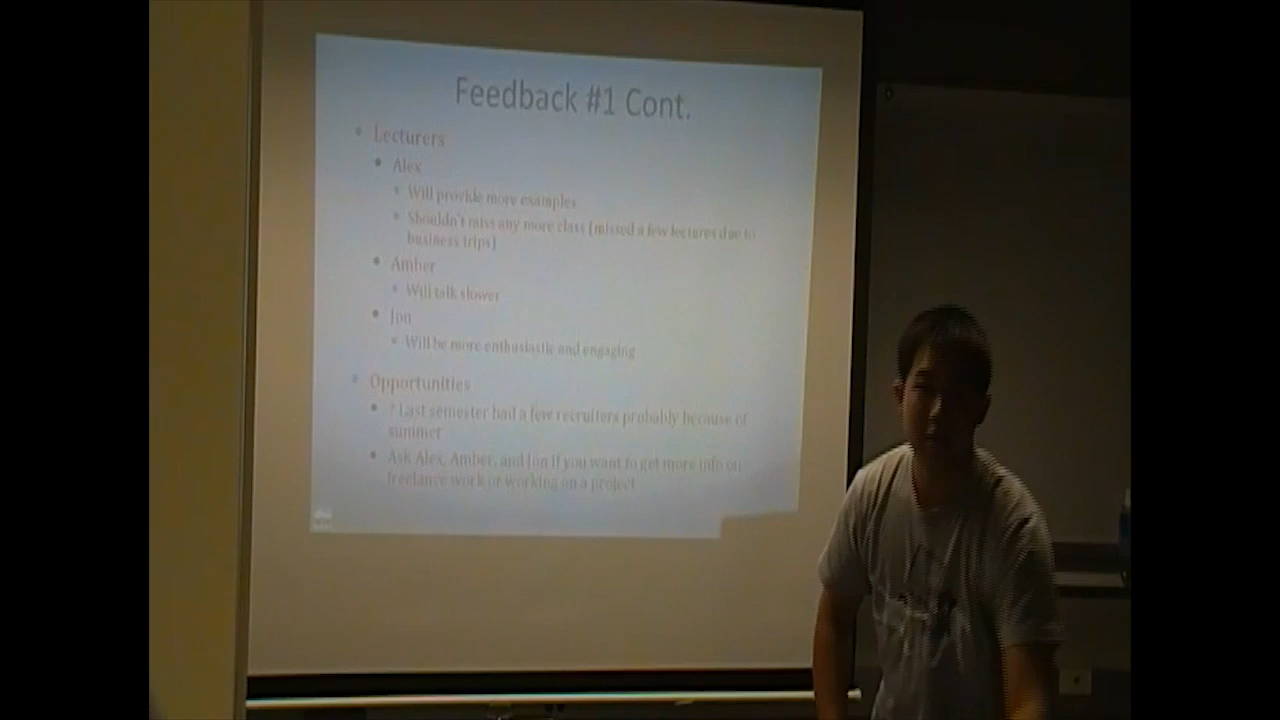 Feedback #1 Cont.
Lecturers
Alex
Will provide more examples
Shouldn't miss any more class (missed a few lectures due to
business trips)
Amber
Will talk slower
Jon
Will be more enthusiastic and engaging
Opportunities
? Last semester had a few recruiters probably because of
summer
Ask Alex, Amber, and Jon if you want to get more info on
freelance work or working on a project